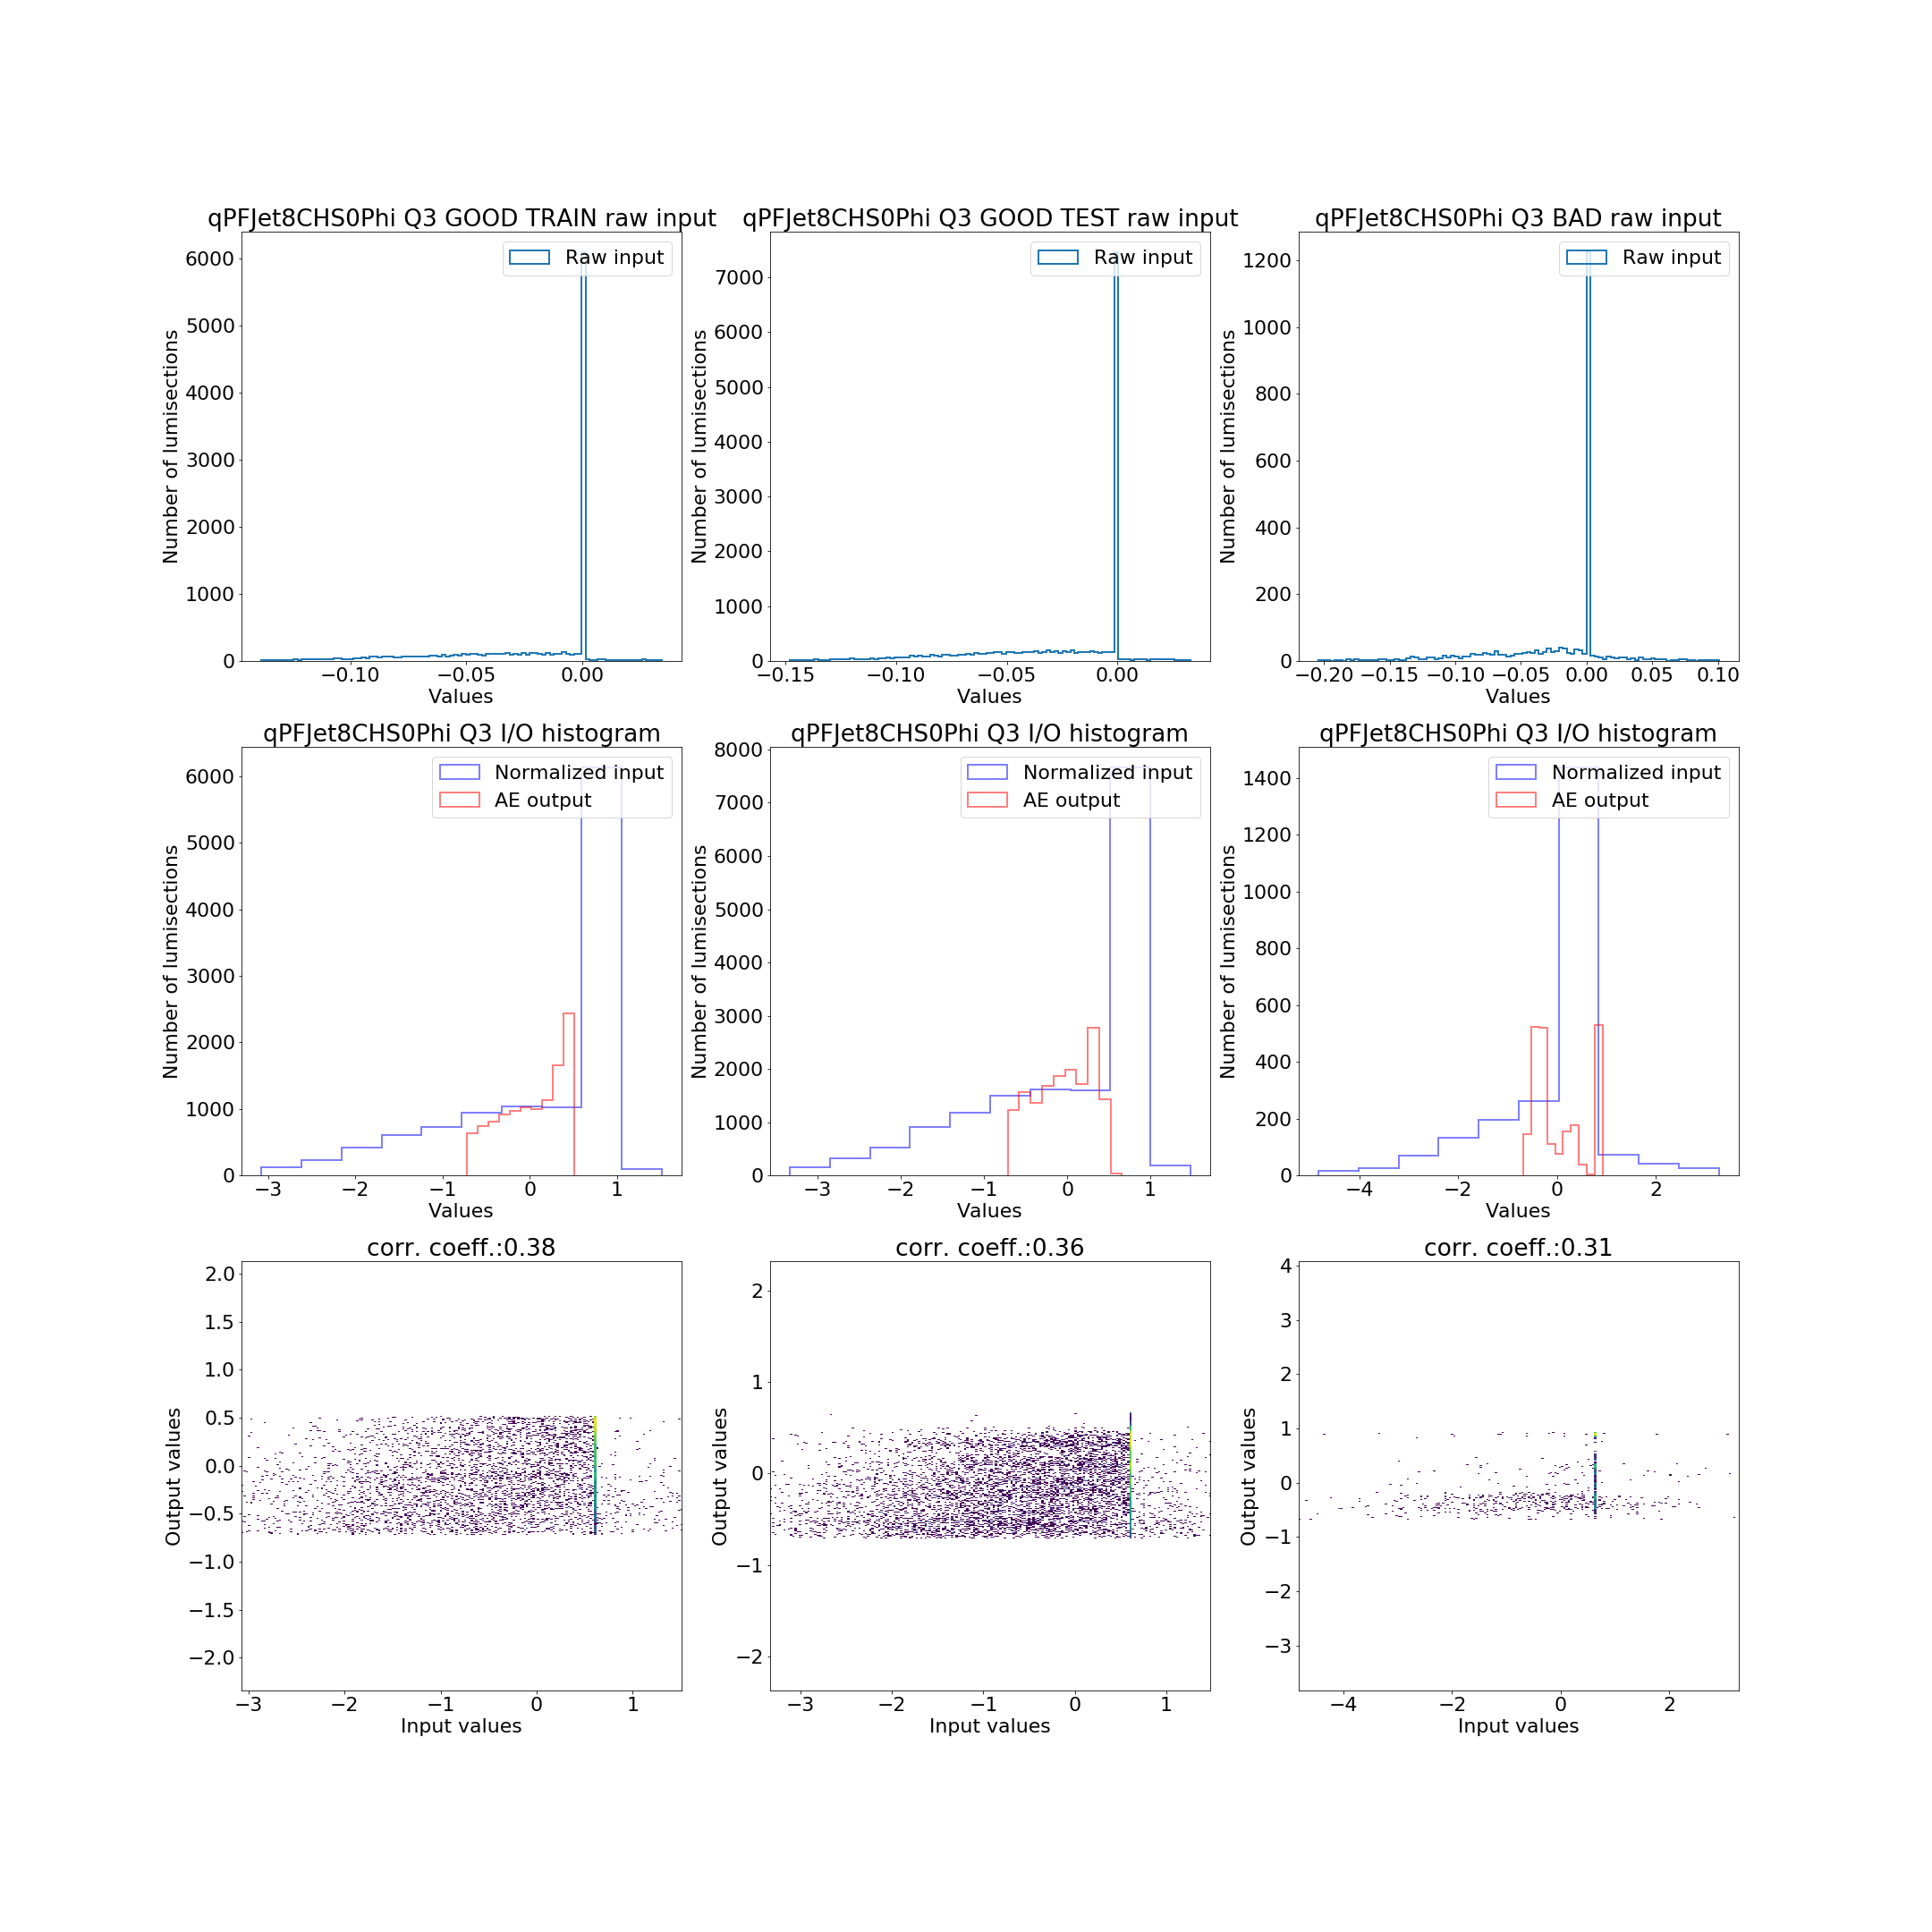 qPFJet8CHS0Phi Q3 GOOD TRAIN raw input
Number of lumisections
6000
5000
4000
3000
2000
1000
0
Raw input
−0.10 −0.05 0.00
Values
qPFJet8CHS0Phi Q3 GOOD TEST raw input
Number of lumisections
7000
6000
5000
4000
3000
2000
1000
0
Raw input
−0.15 −0.10 −0.05 0.00
Values
qPFJet8CHS0Phi Q3 BAD raw input
Number of lumisections
1200
1000
800
600
400
200
0
Raw input
−0.20 −0.15 −0.10 −0.05 0.00 0.05 0.10
Values
qPFJet8CHS0Phi Q3 I/O histogram
Number of lumisections
6000
5000
4000
3000
2000
1000
0
Normalized input
AE output
−3 −2 −1 0 1
Values
qPFJet8CHS0Phi Q3 I/O histogram
Number of lumisections
8000
7000
6000
5000
4000
3000
2000
1000
0
Normalized input
AE output
−3 −2 −1 0 1
Values
qPFJet8CHS0Phi Q3 I/O histogram
Number of lumisections
1400
1200
1000
800
600
400
200
0
Normalized input
AE output
−4 −2 0 2
Values
corr. coeff.:0.38
Output values
2.0
1.5
1.0
0.5
0.0
−0.5
−1.0
−1.5
−2.0
−3 −2 −1 0 1
Input values
corr. coeff.:0.36
Output values
2
1
0
−1
−2
−3 −2 −1 0 1
Input values
corr. coeff.:0.31
Output values
4
3
2
1
0
−1
−2
−3
−4 −2 0 2
Input values